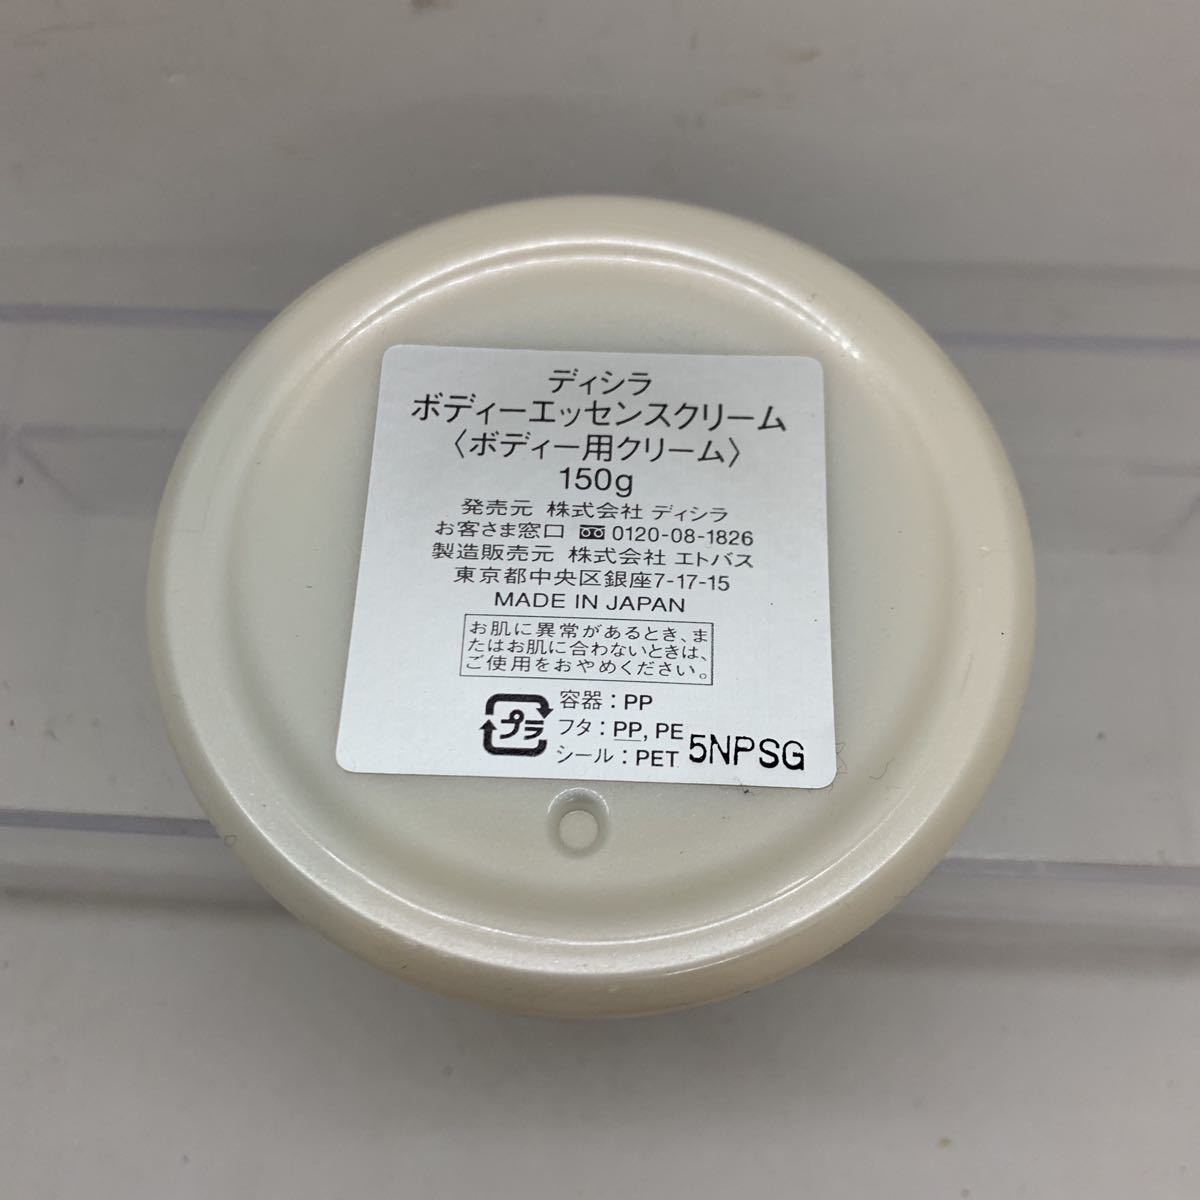 ディシラ
ボディーエッセンスクリーム
〈ボディー用クリーム〉
150g
発売元 株式会社 ディシラ
お客さま窓口 0120-08-1826
製造販売元 株式会社 エトバス
東京都中央区銀座7-17-15
MADE IN JAPAN
お肌に異常があるとき、ま
たはお肌に合わないときは、
ご使用をおやめください。
プラ
容器：PP
フタ：PP, PE
シール：PET
5NPSG